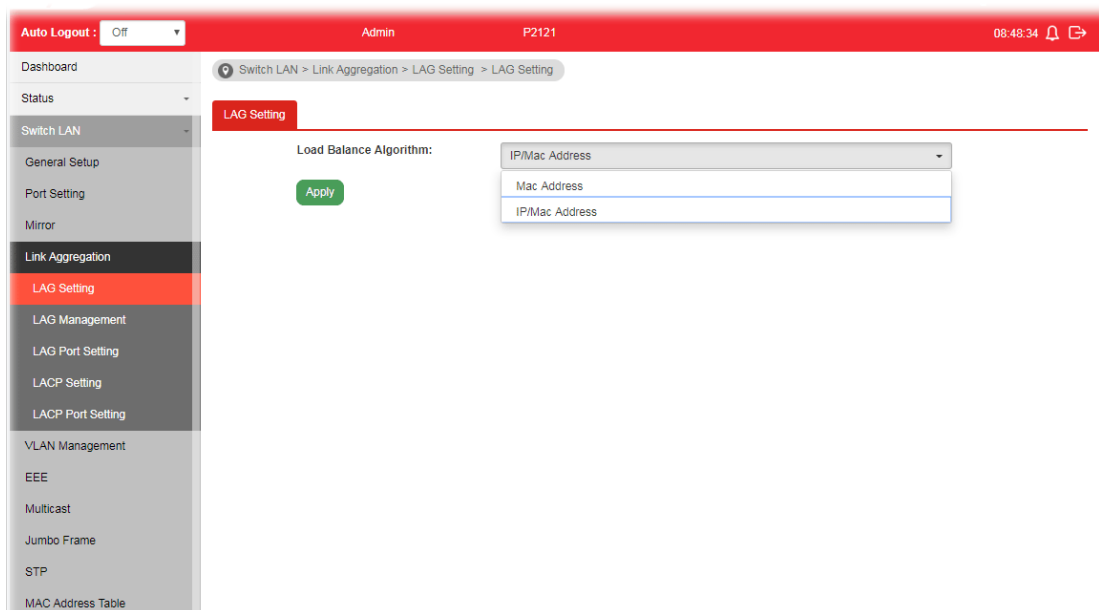 Auto Logout : Off Admin P2121 08:48:34
Dashboard
Switch LAN > Link Aggregation > LAG Setting > LAG Setting
Status
LAG Setting
Switch LAN
Load Balance Algorithm: IP/Mac Address
General Setup
Port Setting
Apply
Mac Address
IP/Mac Address
Mirror
Link Aggregation
LAG Setting
LAG Management
LAG Port Setting
LACP Setting
LACP Port Setting
VLAN Management
EEE
Multicast
Jumbo Frame
STP
MAC Address Table